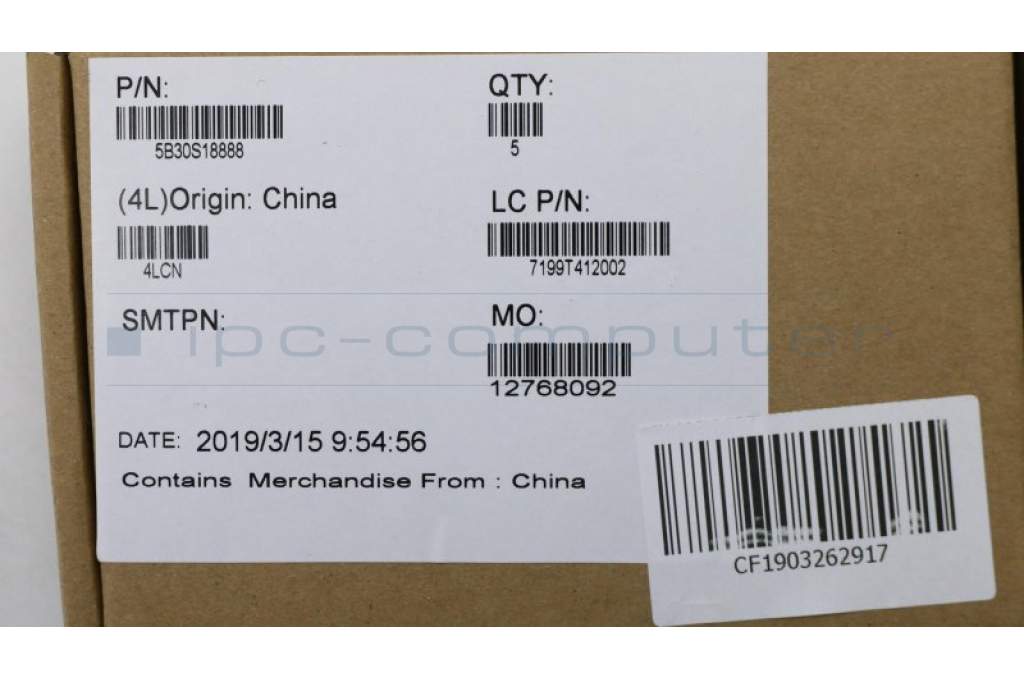 P/N: QTY:
5B30S18888 5
(4L)Origin: China LC P/N:
4LCN 7199T412002
SMTPN: MO:
ipc-computer
12768092
DATE: 2019/3/15 9:54:56
Contains Merchandise From : China
CF1903262917